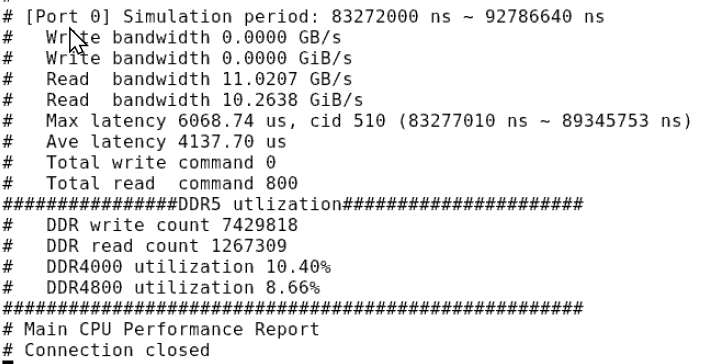 # [Port 0] Simulation period: 83272000 ns ~ 92786640 ns
#   Write bandwidth 0.0000 GB/s
#   Write bandwidth 0.0000 GiB/s
#   Read  bandwidth 11.0207 GB/s
#   Read  bandwidth 10.2638 GiB/s
#   Max latency 6068.74 us, cid 510 (83277010 ns ~ 89345753 ns)
#   Ave latency 4137.70 us
#   Total write command 0
#   Total read  command 800
################DDR5 utlization######################
#   DDR write count 7429818
#   DDR read count 1267309
#   DDR4000 utilization 10.40%
#   DDR4800 utilization 8.66%
#####################################################
# Main CPU Performance Report
# Connection closed